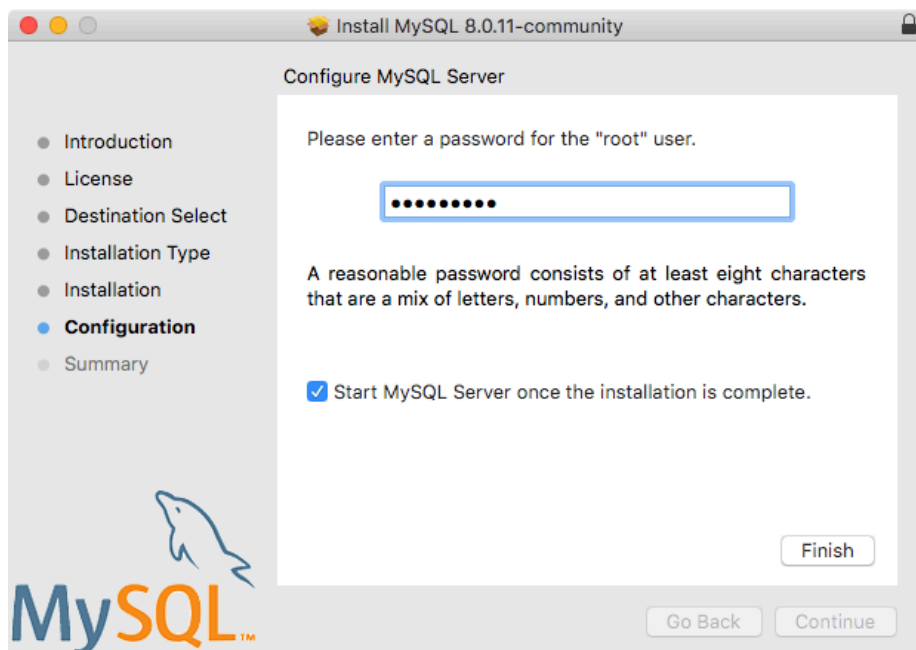 Install MySQL 8.0.11-community
Configure MySQL Server
Introduction
License
Destination Select
Installation Type
Installation
Configuration
Summary
Please enter a password for the "root" user.
•••••••••
A reasonable password consists of at least eight characters
that are a mix of letters, numbers, and other characters.
Start MySQL Server once the installation is complete.
Finish
MySQL™
Go Back
Continue